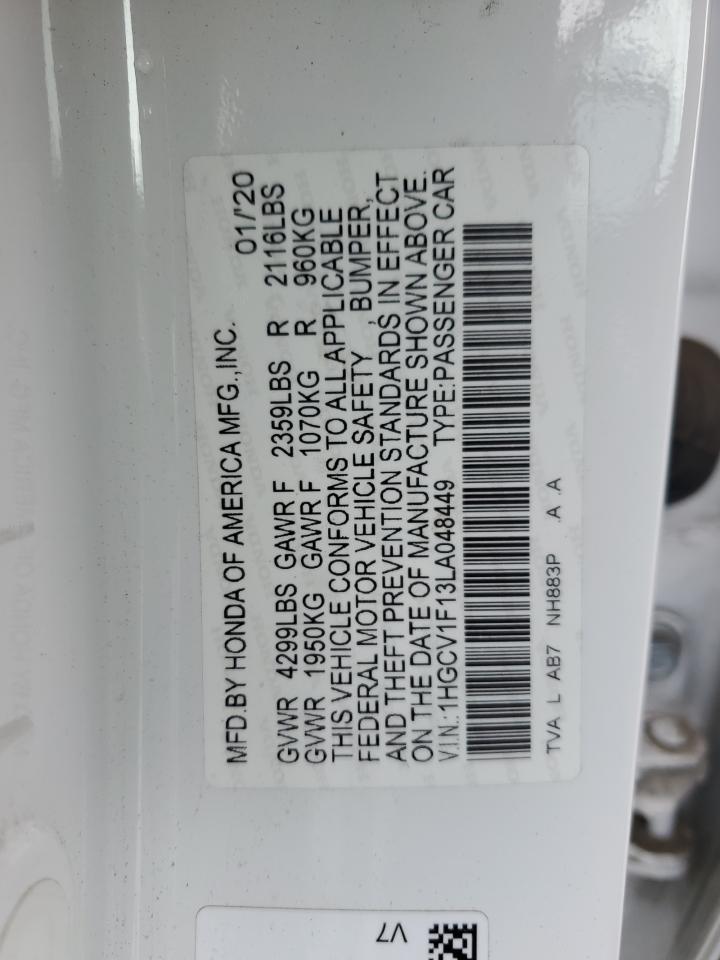 MFD.BY HONDA OF AMERICA MFG.,INC. 01/'20
GVWR 4299LBS GAWR F 2359LBS R 2116LBS
GVWR 1950KG GAWR F 1070KG R 960KG
THIS VEHICLE CONFORMS TO ALL APPLICABLE
FEDERAL MOTOR VEHICLE SAFETY , BUMPER,
AND THEFT PREVENTION STANDARDS IN EFFECT
ON THE DATE OF MANUFACTURE SHOWN ABOVE.
V.I.N.:1HGCV1F13LA048449 TYPE:PASSENGER CAR
TVA L AB7 NH883P .A .A
V7